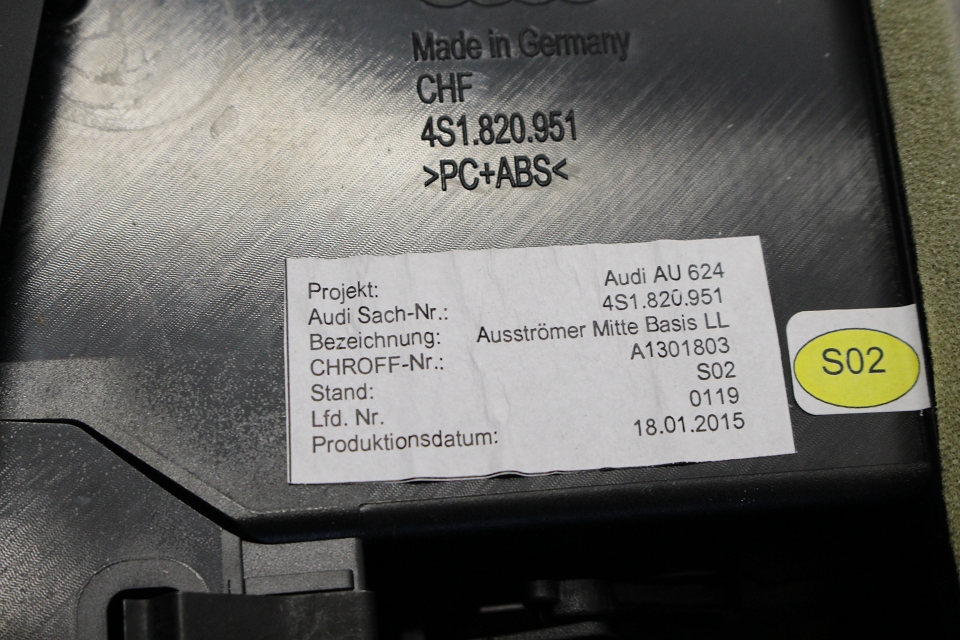 Made in Germany
CHF
4S1.820.951
>PC+ABS<
Projekt: Audi AU 624
Audi Sach-Nr.: 4S1.820.951
Bezeichnung: Ausströmer Mitte Basis LL
CHROFF-Nr.: A1301803
Stand: S02
Lfd. Nr. 0119
Produktionsdatum: 18.01.2015
S02